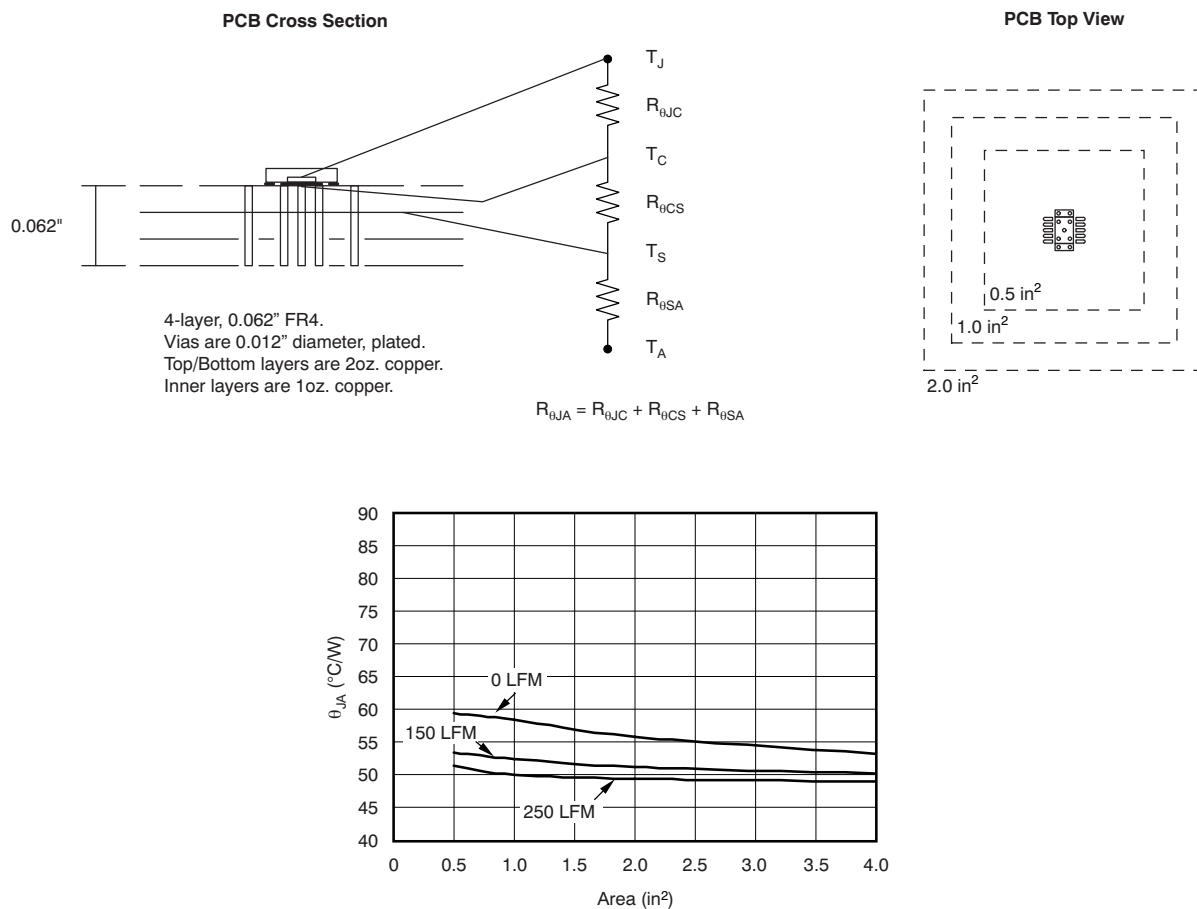 PCB Cross Section
PCB Top View
T_J
R_θJC
T_C
R_θCS
T_S
R_θSA
T_A
0.062"
4-layer, 0.062” FR4.
Vias are 0.012” diameter, plated.
Top/Bottom layers are 2oz. copper.
Inner layers are 1oz. copper.
R_θJA = R_θJC + R_θCS + R_θSA
0.5 in²
1.0 in²
2.0 in²
90
85
80
75
70
65
60
55
50
45
40
θ_JA (°C/W)
0 LFM
150 LFM
250 LFM
0 0.5 1.0 1.5 2.0 2.5 3.0 3.5 4.0
Area (in²)